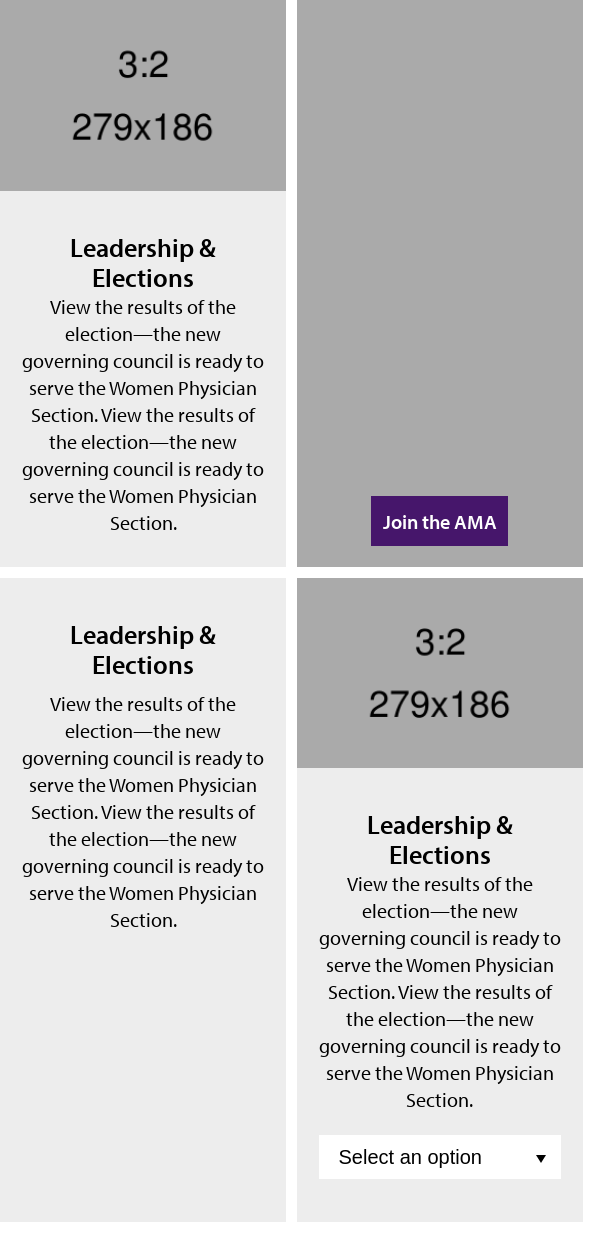 3:2
279x186
Leadership &
Elections
View the results of the
election—the new
governing council is ready to
serve the Women Physician
Section. View the results of
the election—the new
governing council is ready to
serve the Women Physician
Section.
Join the AMA
Leadership &
Elections
View the results of the
election—the new
governing council is ready to
serve the Women Physician
Section. View the results of
the election—the new
governing council is ready to
serve the Women Physician
Section.
3:2
279x186
Leadership &
Elections
View the results of the
election—the new
governing council is ready to
serve the Women Physician
Section. View the results of
the election—the new
governing council is ready to
serve the Women Physician
Section.
Select an option